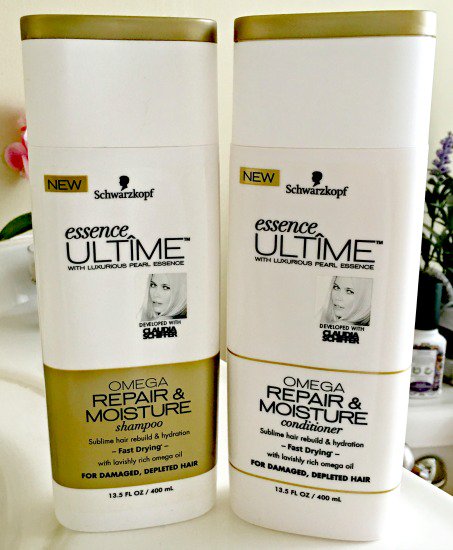 NEW
Schwarzkopf
essence
ULTÎME™
WITH LUXURIOUS PEARL ESSENCE
DEVELOPED WITH
CLAUDIA
SCHIFFER
OMEGA
REPAIR &
MOISTURE
shampoo
Sublime hair rebuild & hydration
– Fast Drying* –
with lavishly rich omega oil
FOR DAMAGED, DEPLETED HAIR
13.5 FL OZ / 400 mL
NEW
Schwarzkopf
essence
ULTÎME™
WITH LUXURIOUS PEARL ESSENCE
DEVELOPED WITH
CLAUDIA
SCHIFFER
OMEGA
REPAIR &
MOISTURE
conditioner
Sublime hair rebuild & hydration
– Fast Drying* –
with lavishly rich omega oil
FOR DAMAGED, DEPLETED HAIR
13.5 FL OZ / 400 mL